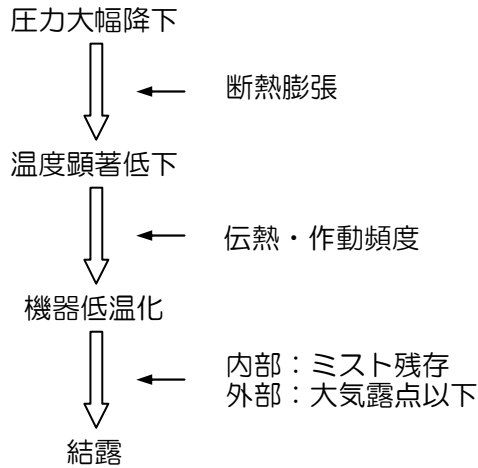 圧力大幅降下
断熱膨張
温度顕著低下
伝熱・作動頻度
機器低温化
内部：ミスト残存
外部：大気露点以下
結露